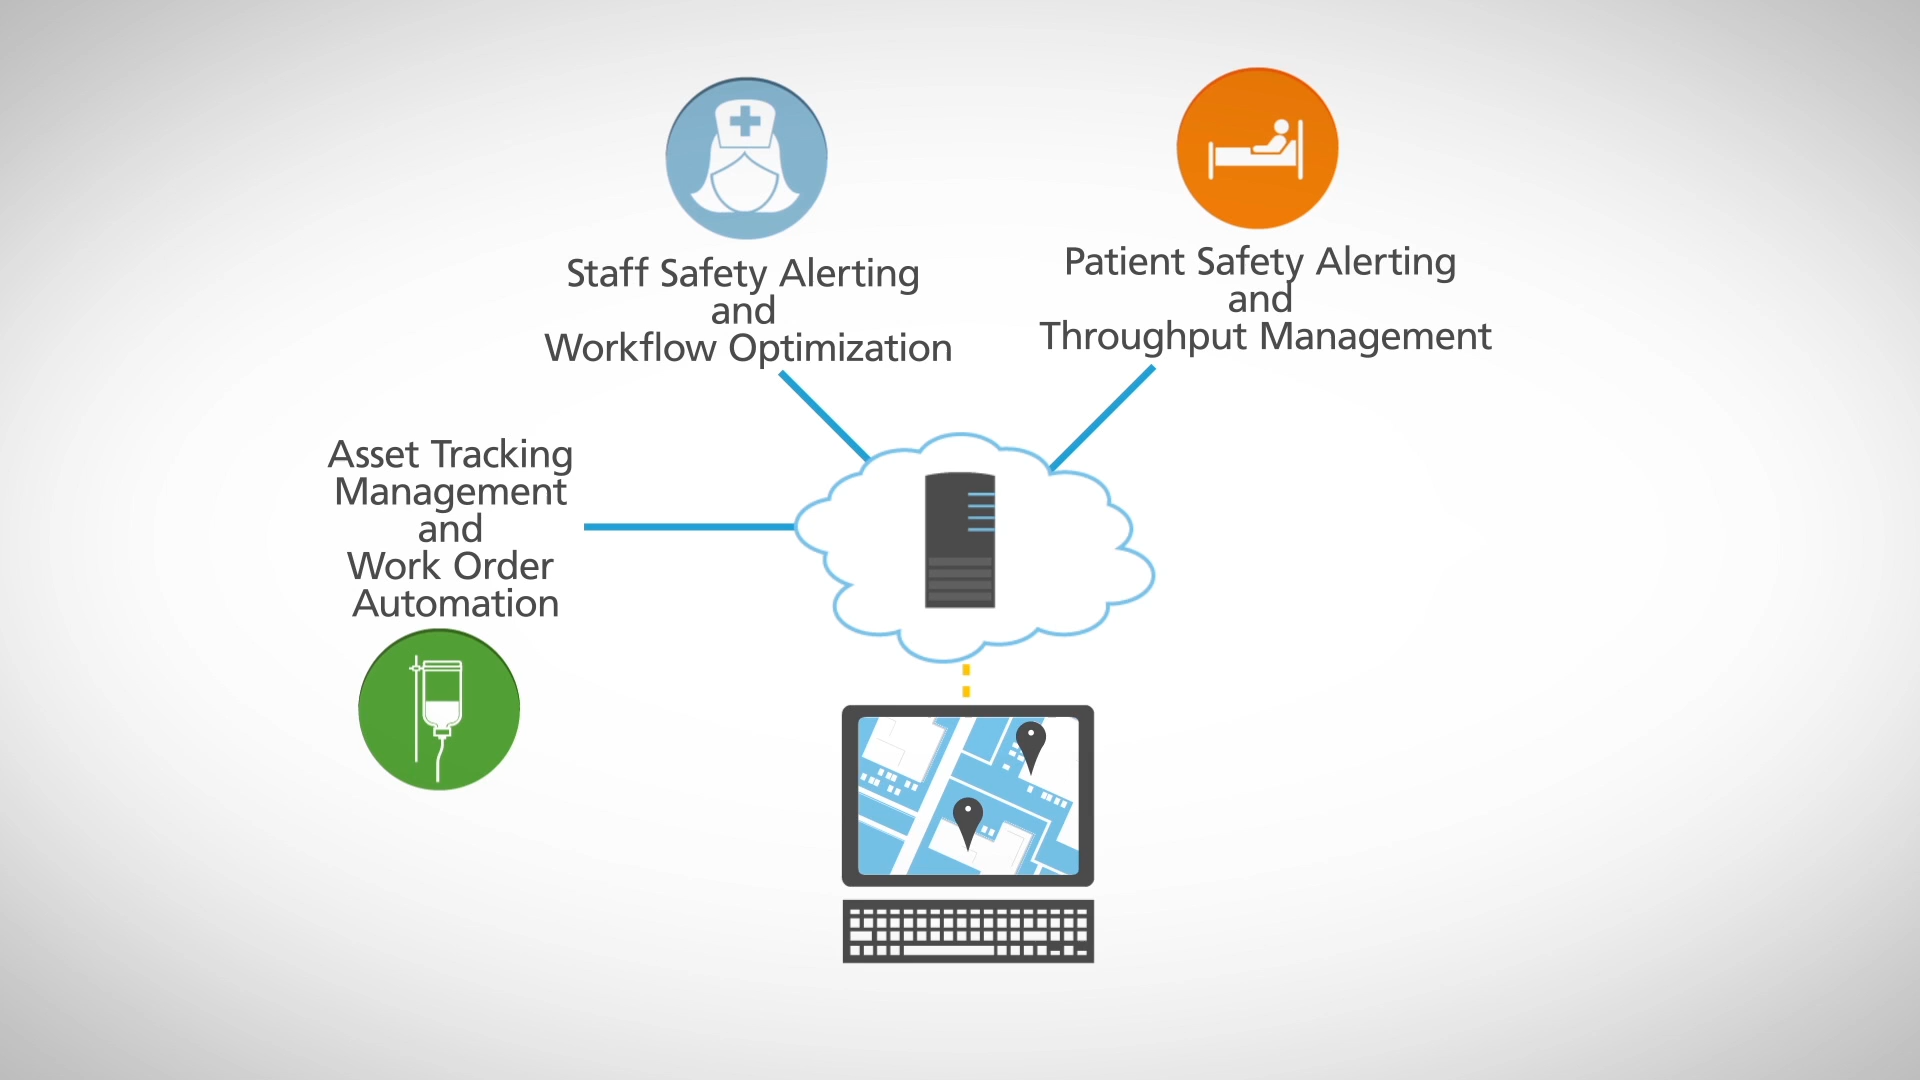 Staff Safety Alerting
and
Workflow Optimization
Patient Safety Alerting
and
Throughput Management
Asset Tracking
Management
and
Work Order
Automation